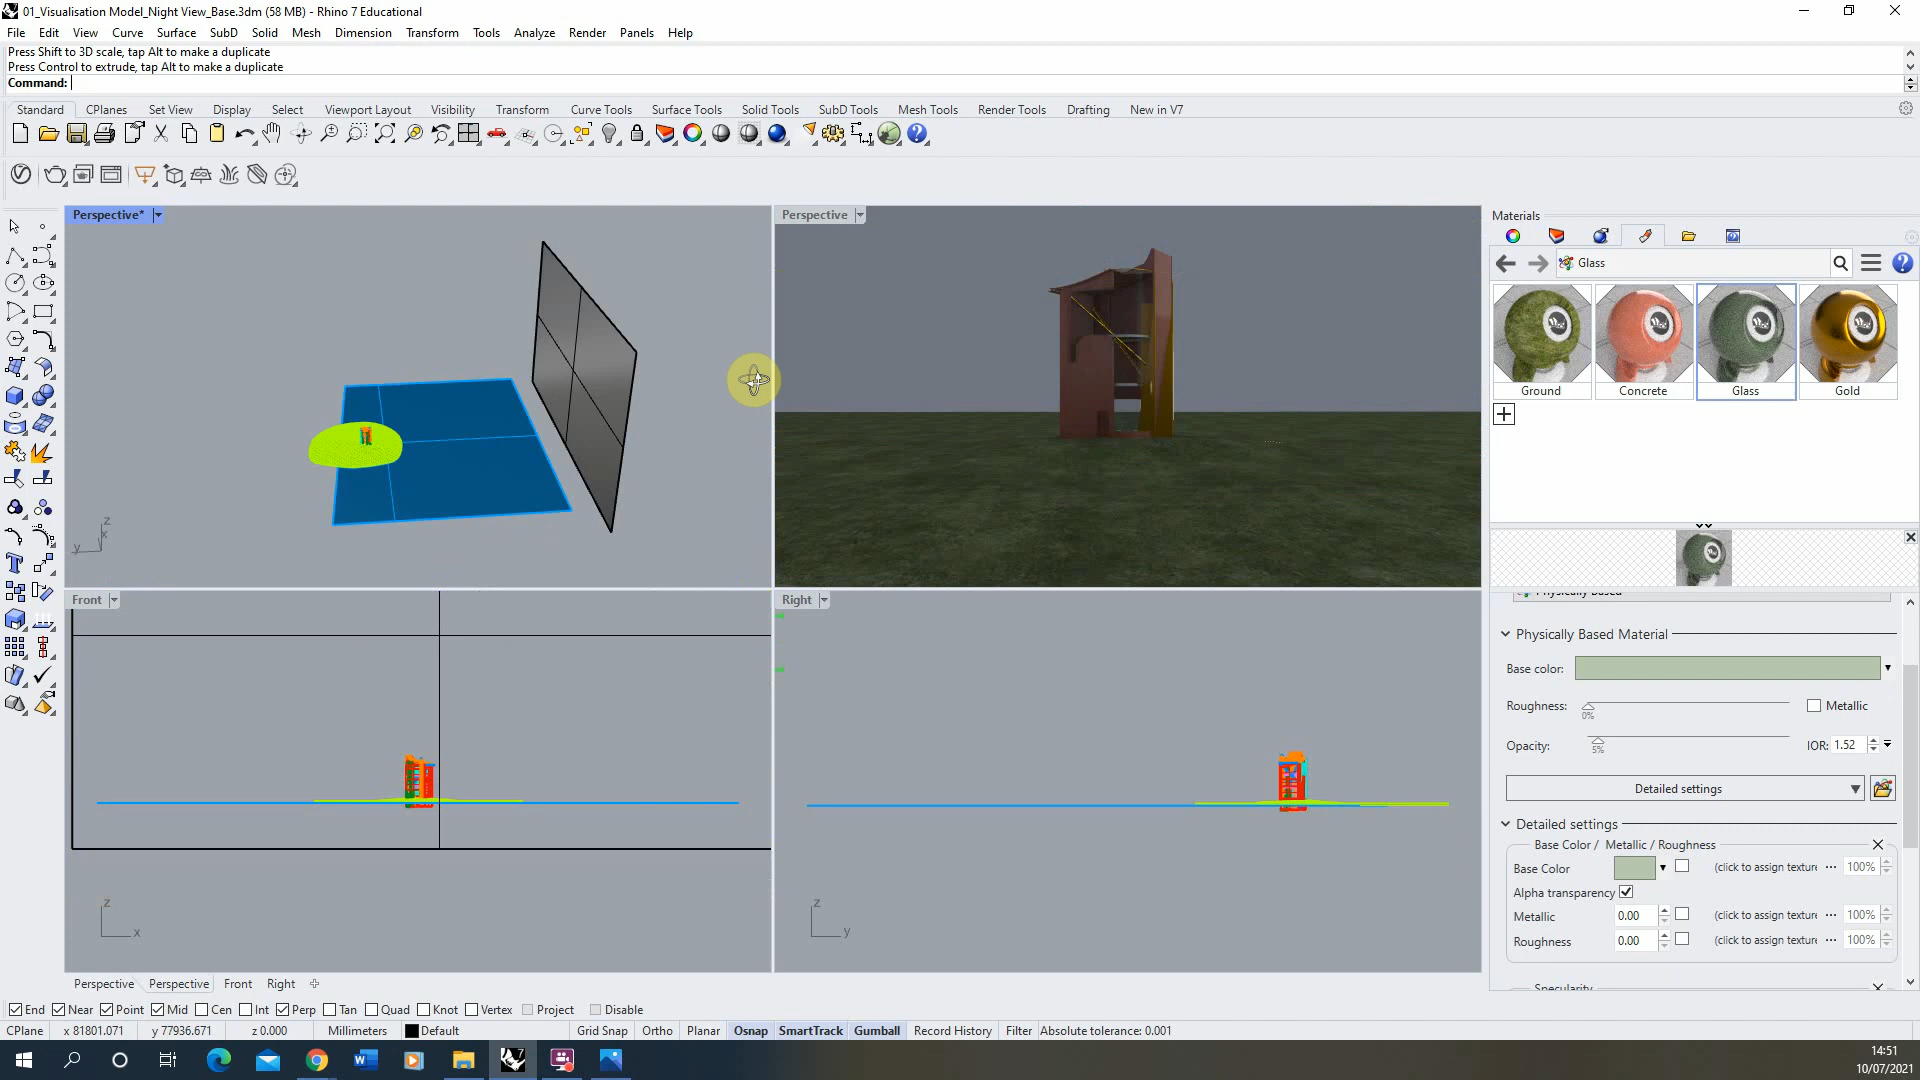 01_Visualisation Model_Night View_Base.3dm (58 MB) - Rhino 7 Educational
File Edit View Curve Surface SubD Solid Mesh Dimension Transform Tools Analyze Render Panels Help
Press Shift to 3D scale, tap Alt to make a duplicate
Press Control to extrude, tap Alt to make a duplicate
Command:
Standard CPlanes Set View Display Select Viewport Layout Visibility Transform Curve Tools Surface Tools Solid Tools SubD Tools Mesh Tools Render Tools Drafting New in V7
Perspective*
Perspective
Materials
Glass
Ground Concrete Glass Gold
z
x
y
Front
Right
Physically Based
Physically Based Material
Base color:
Roughness: 0% Metallic
Opacity: 5% IOR: 1.52
Detailed settings
Detailed settings
Base Color / Metallic / Roughness
Base Color (click to assign texture 100%
Alpha transparency
Metallic 0.00 (click to assign texture 100%
Roughness 0.00 (click to assign texture 100%
Specularity
z
x
z
y
Perspective Perspective Front Right
End Near Point Mid Cen Int Perp Tan Quad Knot Vertex Project Disable
CPlane x 81801.071 y 77936.671 z 0.000 Millimeters Default Grid Snap Ortho Planar Osnap SmartTrack Gumball Record History Filter Absolute tolerance: 0.001
14:51
10/07/2021